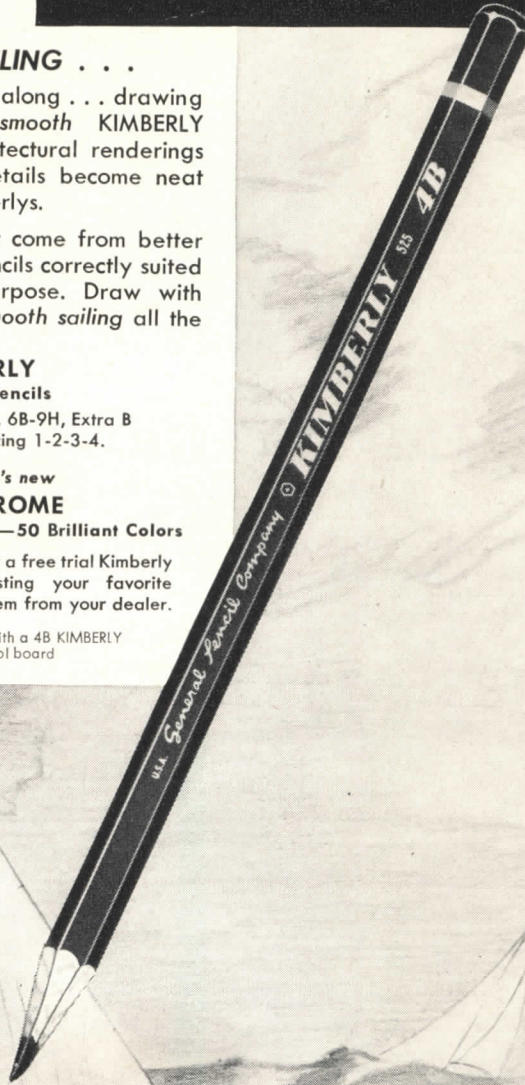 LING . . .
along . . . drawing
smooth KIMBERLY
tectural renderings
etails become neat
rlys.
come from better
ncils correctly suited
rpose. Draw with
ooth sailing all the
RLY
encils
6B-9H, Extra B
ing 1-2-3-4.
's new
ROME
—50 Brilliant Colors
a free trial Kimberly
sting your favorite
em from your dealer.
ith a 4B KIMBERLY
ol board
U.S.A. General Pencil Company KIMBERLY 525 4B